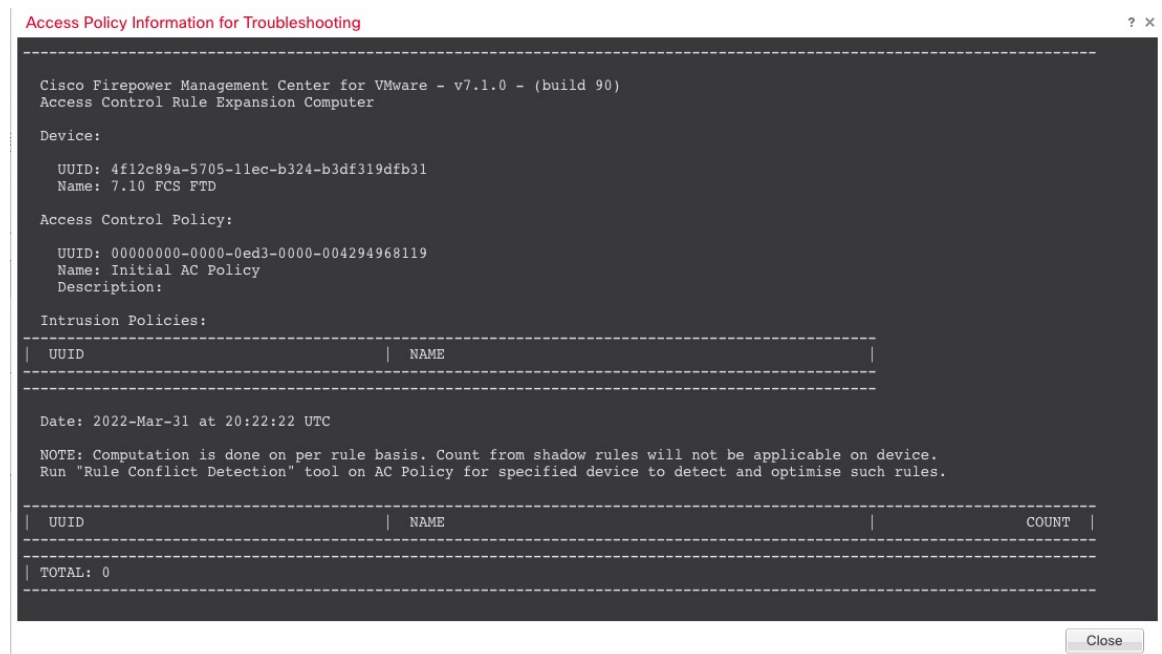 Access Policy Information for Troubleshooting
? ×
Cisco Firepower Management Center for VMware - v7.1.0 - (build 90)
Access Control Rule Expansion Computer
Device:
UUID: 4f12c89a-5705-11ec-b324-b3df319dfb31
Name: 7.10 FCS FTD
Access Control Policy:
UUID: 00000000-0000-0ed3-0000-004294968119
Name: Initial AC Policy
Description:
Intrusion Policies:
| UUID | NAME |
Date: 2022-Mar-31 at 20:22:22 UTC
NOTE: Computation is done on per rule basis. Count from shadow rules will not be applicable on device.
Run "Rule Conflict Detection" tool on AC Policy for specified device to detect and optimise such rules.
| UUID | NAME | COUNT |
| TOTAL: 0
Close